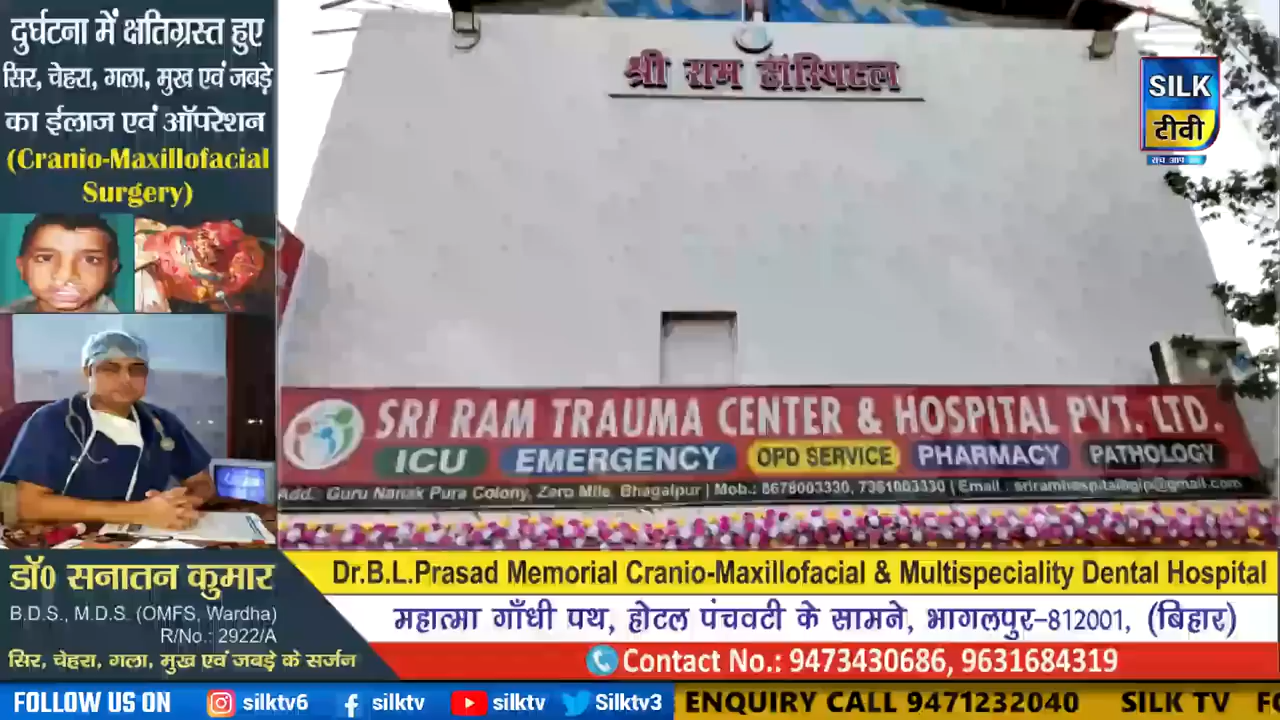 दुर्घटना में क्षतिग्रस्त हुए
सिर, चेहरा, गला, मुख एवं जबड़े
का ईलाज एवं ऑपरेशन
(Cranio-Maxillofacial
Surgery)
डॉ0 सनातन कुमार
B.D.S., M.D.S. (OMFS, Wardha)
R/No.: 2922/A
सिर, चेहरा, गला, मुख एवं जबड़े के सर्जन
श्री राम हॉस्पिटल
SILK
टीवी
सच आप तक
SRI RAM TRAUMA CENTER & HOSPITAL PVT. LTD.
ICU EMERGENCY OPD SERVICE PHARMACY PATHOLOGY
Add.: Guru Nanak Pura Colony, Zero Mile, Bhagalpur | Mob.: 8678003330, 7361003330 | Email :
Dr.B.L.Prasad Memorial Cranio-Maxillofacial & Multispeciality Dental Hospital
महात्मा गाँधी पथ, होटल पंचवटी के सामने, भागलपुर-812001, (बिहार)
Contact No.: 9473430686, 9631684319
FOLLOW US ON silktv6 silktv silktv Silktv3 ENQUIRY CALL 9471232040 SILK TV FO